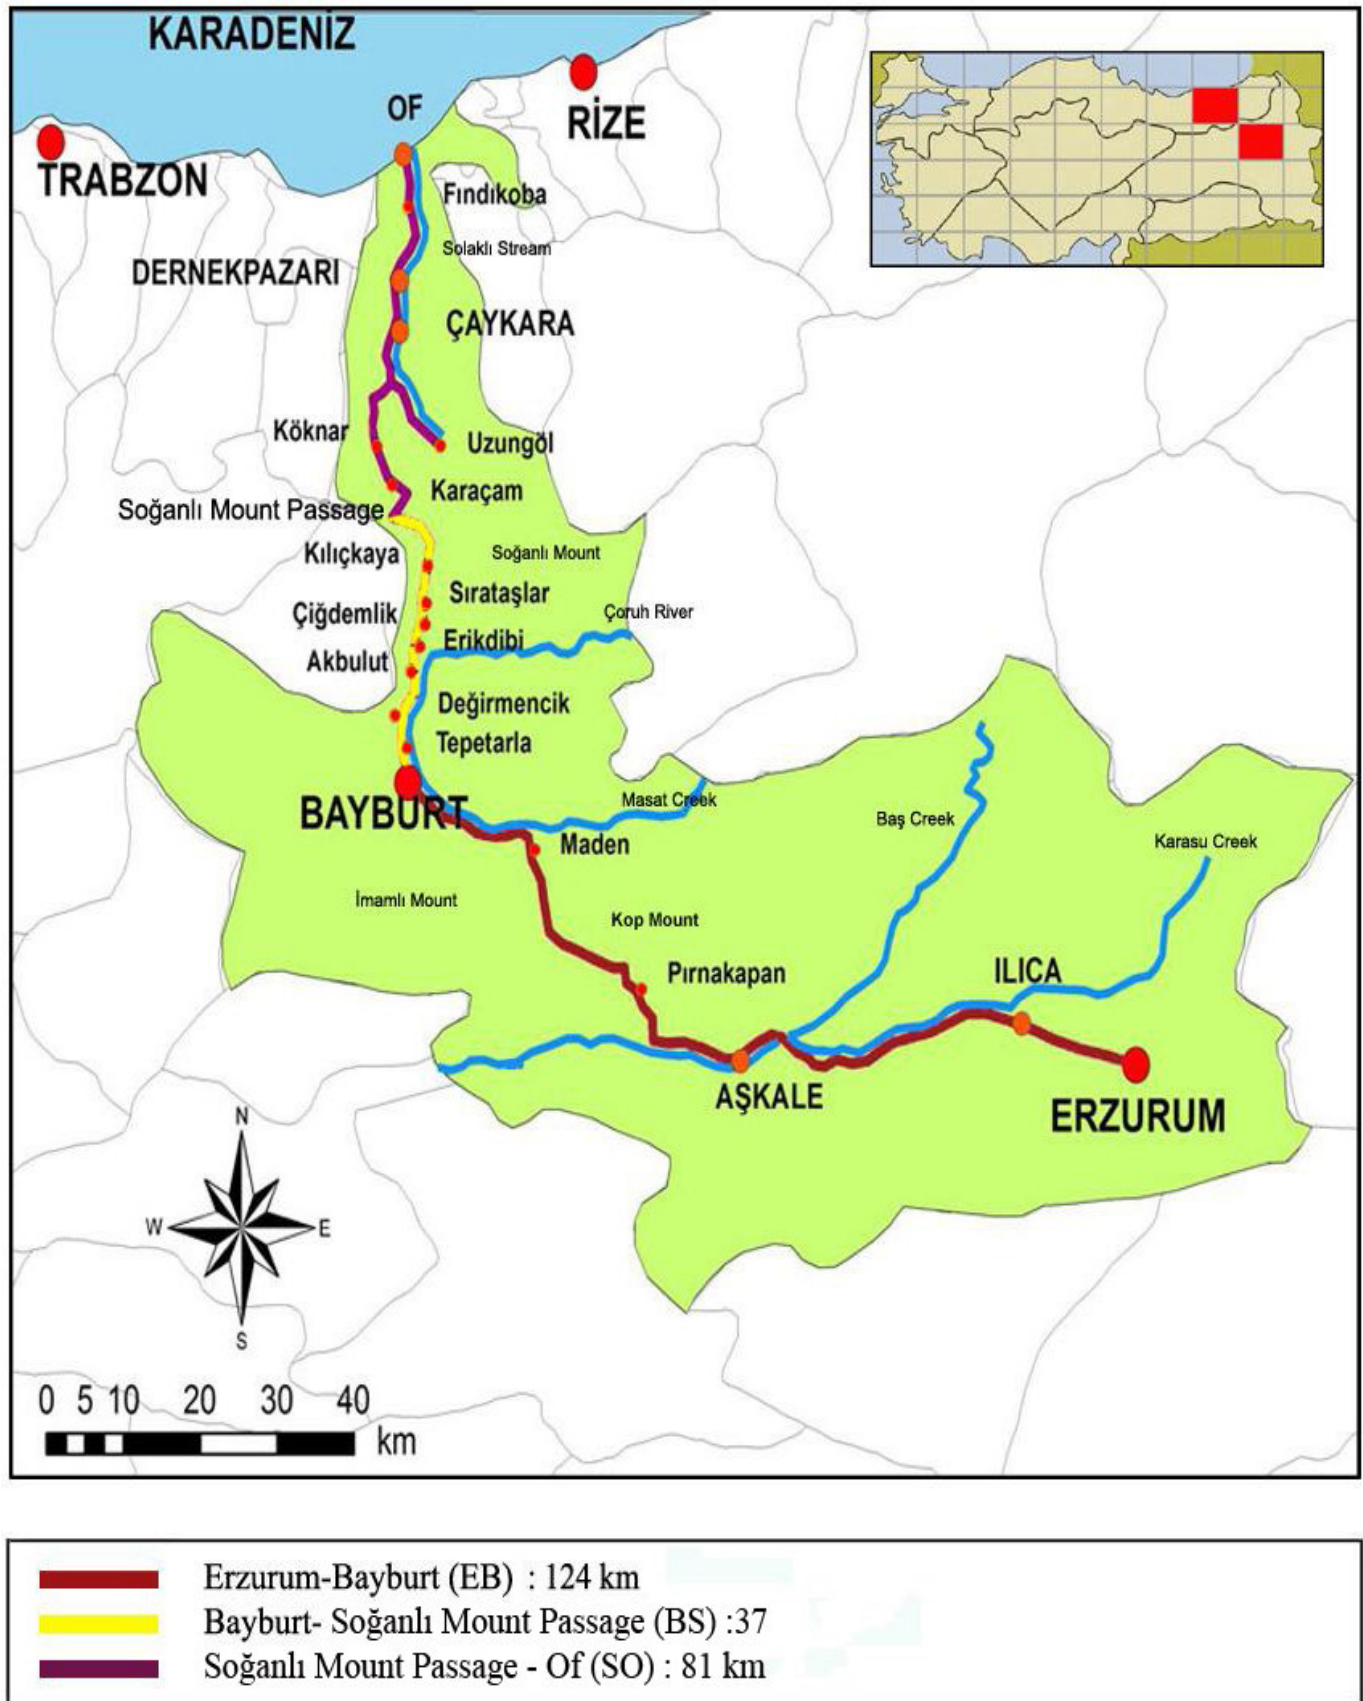 KARADENİZ
OF
RİZE
TRABZON
Fındıkoba
Solaklı Stream
DERNEKPAZARI
ÇAYKARA
Köknar
Uzungöl
Karaçam
Soğanlı Mount Passage
Kılıçkaya
Soğanlı Mount
Sırataşlar
Çiğdemlik
Çoruh River
Erikdibi
Akbulut
Değirmencik
Tepetarla
BAYBURT
Masat Creek
Baş Creek
Maden
Karasu Creek
İmamlı Mount
Kop Mount
Pırnakapan
ILICA
AŞKALE
ERZURUM
N
W E
S
0 5 10 20 30 40
km
Erzurum-Bayburt (EB) : 124 km
Bayburt- Soğanlı Mount Passage (BS) :37
Soğanlı Mount Passage - Of (SO) : 81 km